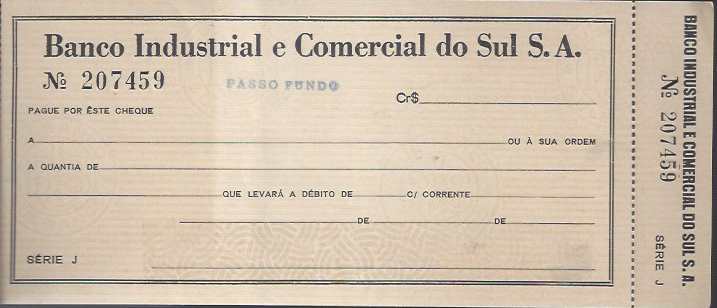 Banco Industrial e Comercial do Sul S. A.
Nº 207459
PASSO FUNDO
Cr$
PAGUE POR ÊSTE CHEQUE
A OU À SUA ORDEM
A QUANTIA DE
QUE LEVARÁ A DÉBITO DE C/ CORRENTE
DE DE
SÉRIE J
BANCO INDUSTRIAL E COMERCIAL DO SUL S. A.
Nº 207459
SÉRIE J